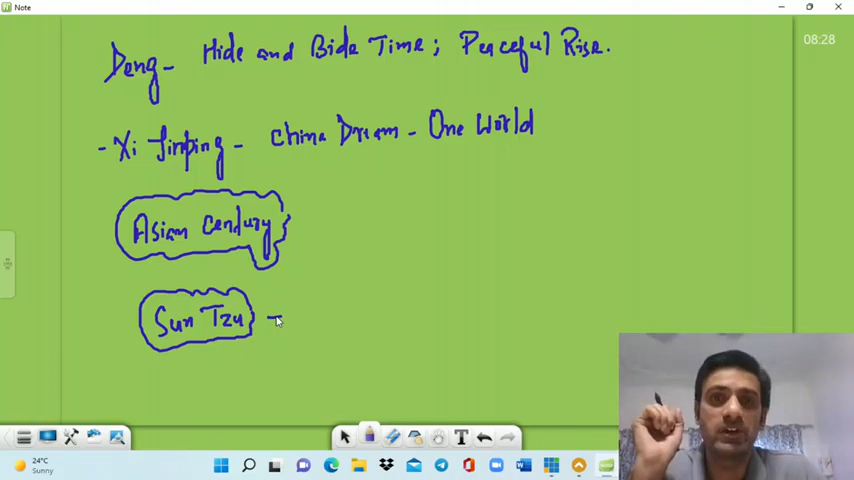 Note
08:28
Deng - Hide and Bide Time ; Peaceful Rise.
- Xi Jinping - China Dream - One World
Asian Century
Sun Tzu -
24°C
Sunny